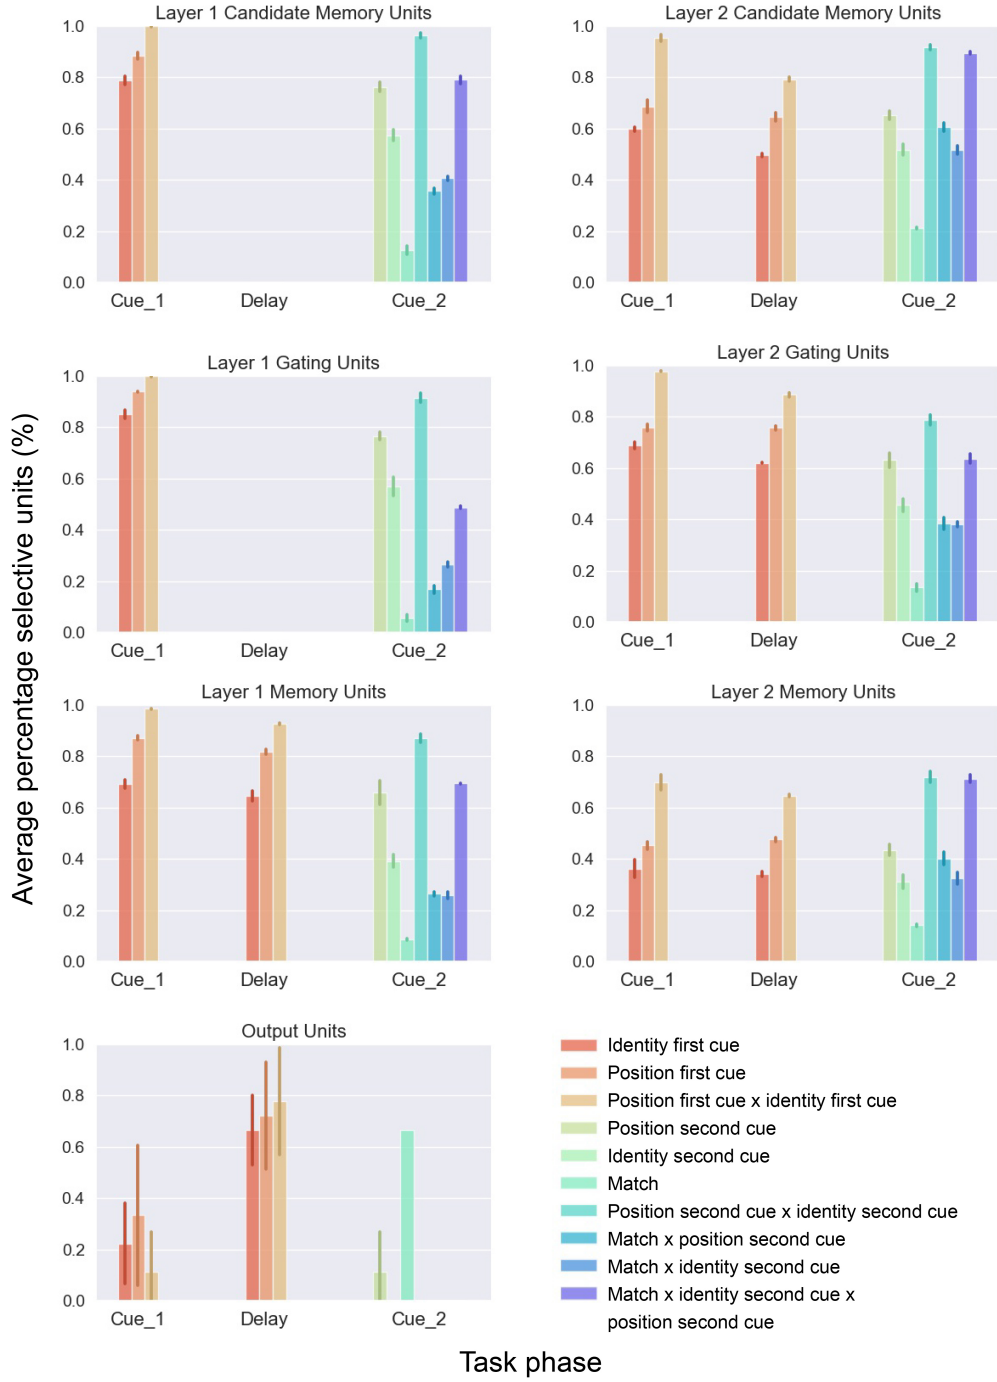 Layer 1 Candidate Memory Units
1.0
0.8
0.6
0.4
0.2
0.0
Cue_1 Delay Cue_2
Layer 2 Candidate Memory Units
1.0
0.8
0.6
0.4
0.2
0.0
Cue_1 Delay Cue_2
Layer 1 Gating Units
1.0
0.8
0.6
0.4
0.2
0.0
Cue_1 Delay Cue_2
Layer 2 Gating Units
1.0
0.8
0.6
0.4
0.2
0.0
Cue_1 Delay Cue_2
Average percentage selective units (%)
Layer 1 Memory Units
1.0
0.8
0.6
0.4
0.2
0.0
Cue_1 Delay Cue_2
Layer 2 Memory Units
1.0
0.8
0.6
0.4
0.2
0.0
Cue_1 Delay Cue_2
Output Units
1.0
0.8
0.6
0.4
0.2
0.0
Cue_1 Delay Cue_2
Identity first cue
Position first cue
Position first cue x identity first cue
Position second cue
Identity second cue
Match
Position second cue x identity second cue
Match x position second cue
Match x identity second cue
Match x identity second cue x
position second cue
Task phase